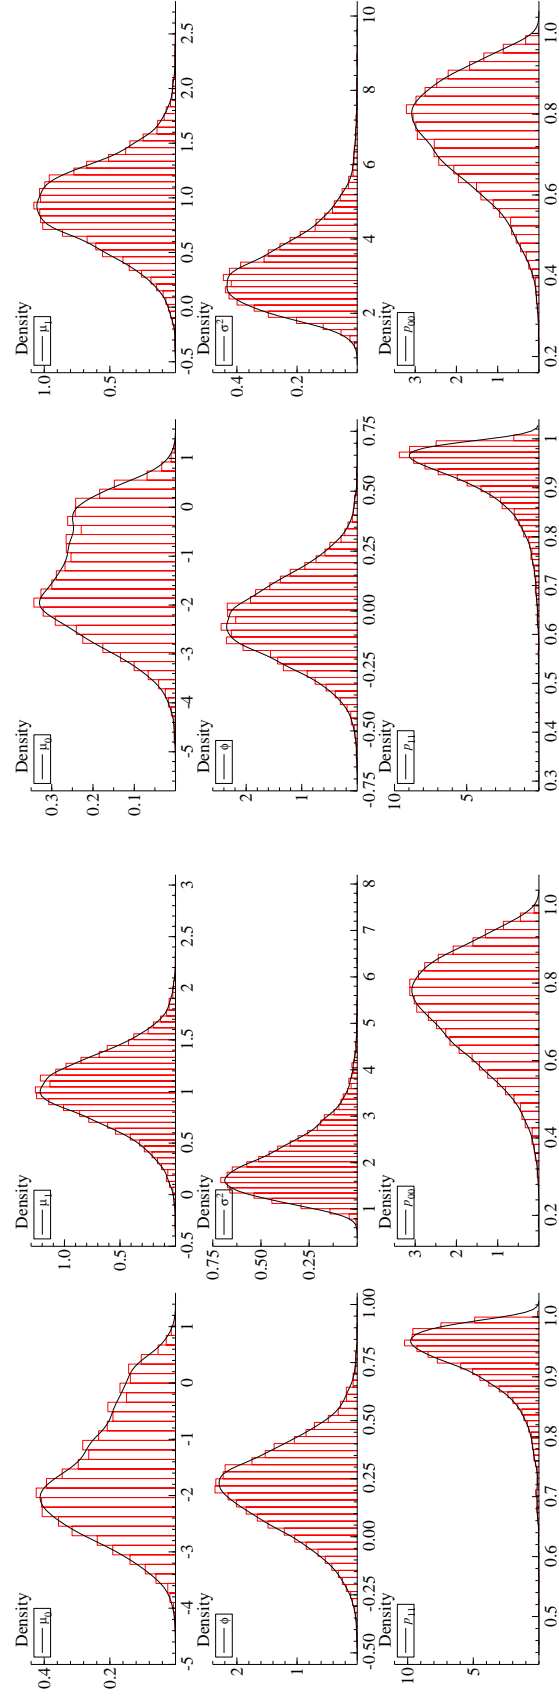 Density
μ₀
0.4
0.2
-5 -4 -3 -2 -1 0 1
Density
μ₁
1.0
0.5
-0.5 0 0.5 1 1.5 2 2.5 3
Density
μ₀
0.3
0.2
0.1
-5 -4 -3 -2 -1 0 1
Density
μ₁
1.0
0.5
-0.5 0.0 0.5 1.0 1.5 2.0 2.5
Density
ϕ
2
1
-0.50 -0.25 0.00 0.25 0.50 0.75 1.00
Density
σ²
0.75
0.50
0.25
1 2 3 4 5 6 7 8
Density
ϕ
2
1
-0.75 -0.50 -0.25 0.00 0.25 0.50 0.75
Density
σ²
0.4
0.2
2 4 6 8 10
Density
p₁₁
10
5
0.5 0.6 0.7 0.8 0.9 1.0
Density
p₀₀
3
2
1
0.2 0.4 0.6 0.8 1.0
Density
p₁₁
10
5
0.3 0.4 0.5 0.6 0.7 0.8 0.9 1
Density
p₀₀
3
2
1
0.2 0.4 0.6 0.8 1.0